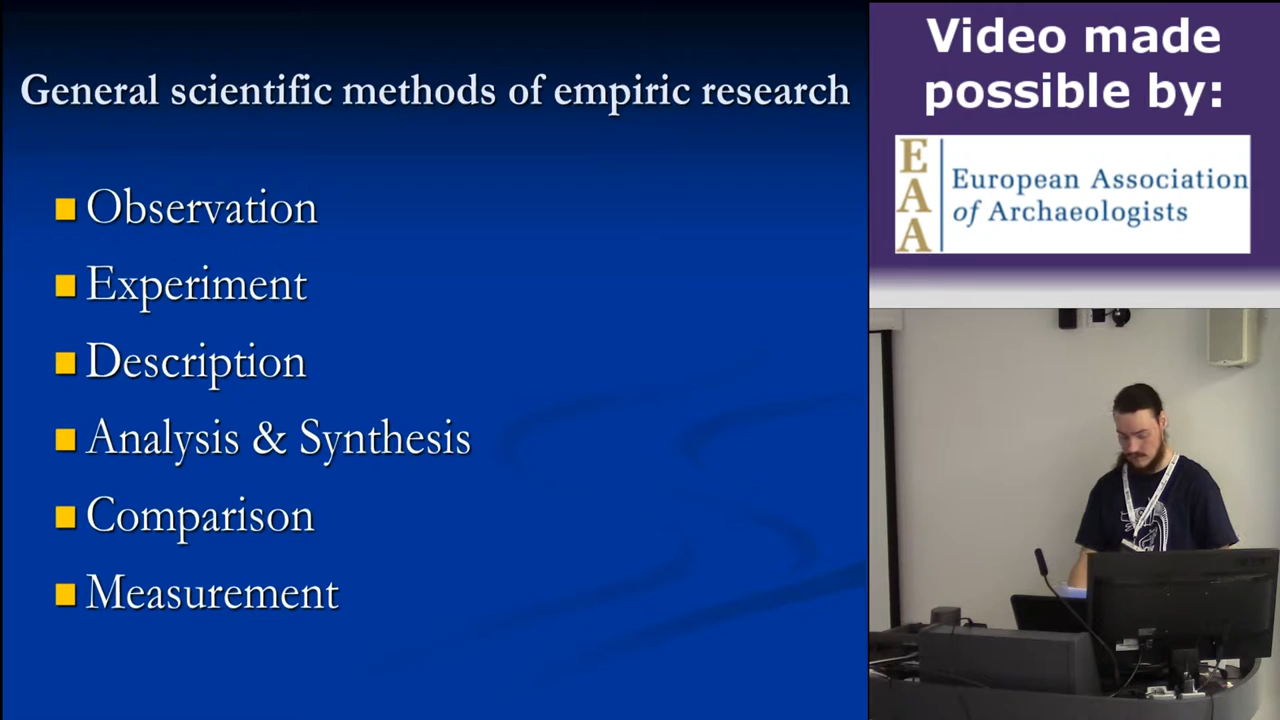 General scientific methods of empiric research
Observation
Experiment
Description
Analysis & Synthesis
Comparison
Measurement
Video made
possible by:
EAA
European Association
of Archaeologists